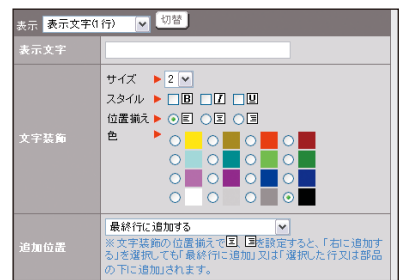 表示 表示文字(1行) 切替
表示文字
文字装飾
サイズ ▶ 2
スタイル ▶ B I U
位置揃え ▶
色 ▶
追加位置
最終行に追加する
※文字装飾の位置揃えで を設定すると、「右に追加す
る」を選択しても「最終行に追加」又は「選択した行又は部品
の下に追加」されます。